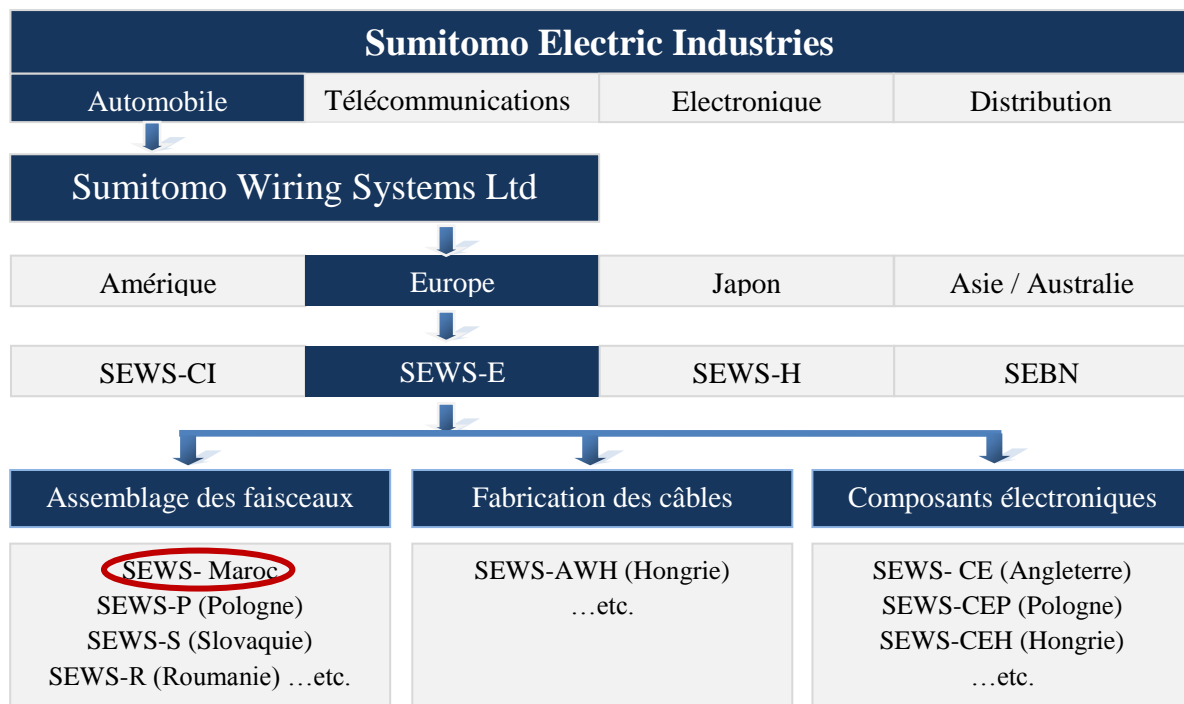 Sumitomo Electric Industries
Automobile
Télécommunications
Electronique
Distribution
Sumitomo Wiring Systems Ltd
Amérique
Europe
Japon
Asie / Australie
SEWS-CI
SEWS-E
SEWS-H
SEBN
Assemblage des faisceaux
Fabrication des câbles
Composants électroniques
SEWS- Maroc
SEWS-P (Pologne)
SEWS-S (Slovaquie)
SEWS-R (Roumanie) …etc.
SEWS-AWH (Hongrie)
…etc.
SEWS- CE (Angleterre)
SEWS-CEP (Pologne)
SEWS-CEH (Hongrie)
…etc.